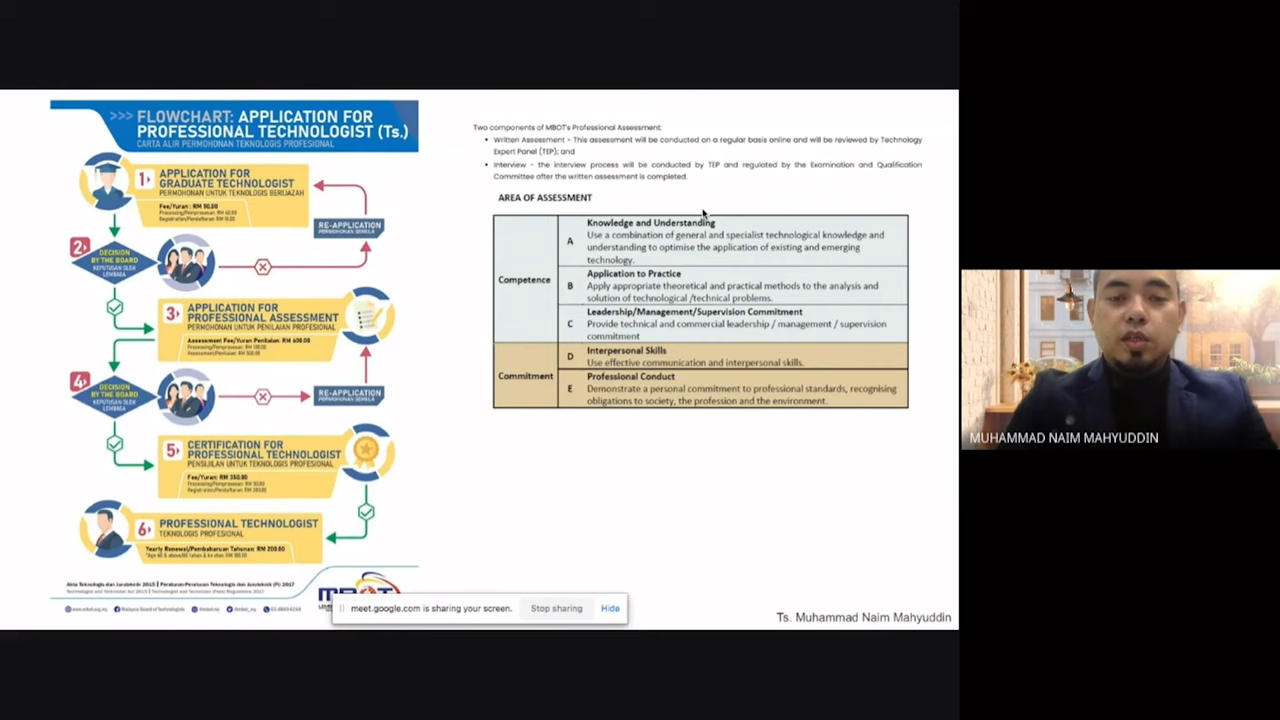 >>> FLOWCHART: APPLICATION FOR
PROFESSIONAL TECHNOLOGIST (Ts.)
CARTA ALIR PERMOHONAN TEKNOLOGIS PROFESIONAL
1
APPLICATION FOR
GRADUATE TECHNOLOGIST
PERMOHONAN UNTUK TEKNOLOGIS BERIJAZAH
Fee/Yuran: RM 50.00
Processing/Pemprosesan: RM 40.00
Registration/Pendaftaran: RM 10.00
RE-APPLICATION
PERMOHONAN SEMULA
2
DECISION
BY THE BOARD
KEPUTUSAN OLEH
LEMBAGA
3
APPLICATION FOR
PROFESSIONAL ASSESSMENT
PERMOHONAN UNTUK PENILAIAN PROFESIONAL
Assessment Fee/Yuran Penilaian: RM 600.00
Processing/Pemprosesan: RM 100.00
Assessment/Penilaian: RM 500.00
4
DECISION
BY THE BOARD
KEPUTUSAN OLEH
LEMBAGA
RE-APPLICATION
PERMOHONAN SEMULA
5
CERTIFICATION FOR
PROFESSIONAL TECHNOLOGIST
PENSIJILAN UNTUK TEKNOLOGIS PROFESIONAL
Fee/Yuran: RM 350.00
Processing/Pemprosesan: RM 50.00
Registration/Pendaftaran: RM 300.00
6
PROFESSIONAL TECHNOLOGIST
TEKNOLOGIS PROFESIONAL
Yearly Renewal/Pembaharuan Tahunan: RM 200.00
Akta Teknologis dan Juruteknik 2015 | Peraturan-Peraturan Teknologis dan Juruteknik (Fi) 2017
Technologist and Technician Act 2015 | Technologist and Technician (Fees) Regulations 2017
www.mbot.org.my Malaysia Board of Technologists
MBOT
Two components of MBOT's Professional Assessment:
• Written Assessment - This assessment will be conducted on a regular basis online and will be reviewed by Technology
Expert Panel (TEP); and
• Interview - the interview process will be conducted by TEP and regulated by the Examination and Qualification
Committee after the written assessment is completed.
AREA OF ASSESSMENT
Competence
A
Knowledge and Understanding
Use a combination of general and specialist technological knowledge and
understanding to optimise the application of existing and emerging
technology.
B
Application to Practice
Apply appropriate theoretical and practical methods to the analysis and
solution of technological /technical problems.
C
Leadership/Management/Supervision Commitment
Provide technical and commercial leadership / management / supervision
commitment
Commitment
D
Interpersonal Skills
Use effective communication and interpersonal skills.
E
Professional Conduct
Demonstrate a personal commitment to professional standards, recognising
obligations to society, the profession and the environment.
meet.google.com is sharing your screen. Stop sharing Hide
Ts. Muhammad Naim Mahyuddin
MUHAMMAD NAIM MAHYUDDIN